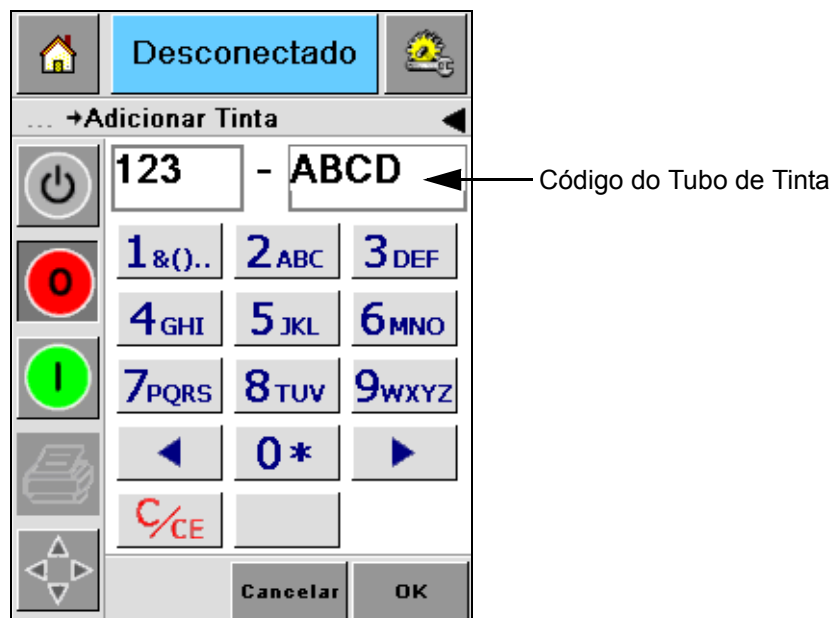 Desconectado
... →Adicionar Tinta
123 - ABCD
Código do Tubo de Tinta
1&().. 2ABC 3DEF
O
4GHI 5JKL 6MNO
I
7PQRS 8TUV 9WXYZ
0*
C/CE
Cancelar OK